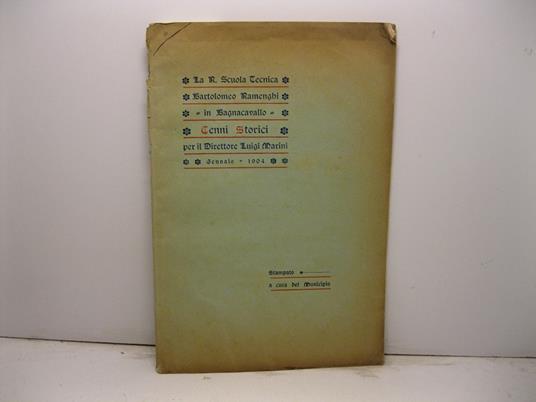 La R. Scuola Tecnica
Bartolomeo Ramenghi
in Bagnacavallo
Cenni Storici
per il Direttore Luigi Marini
Gennaio - 1904
Stampato
a cura del Municipio